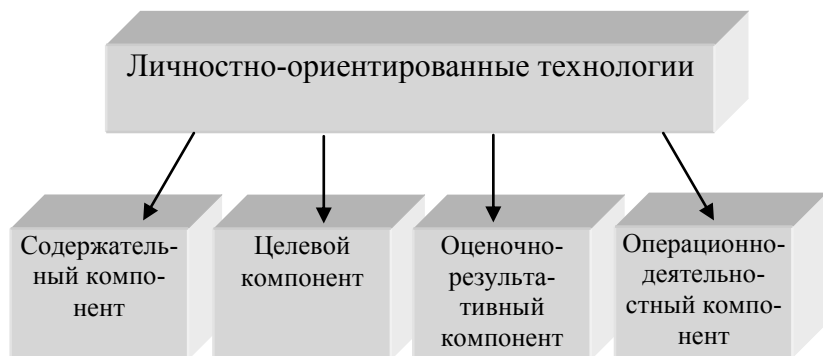 Личностно-ориентированные технологии
Содержатель-
ный компо-
нент
Целевой
компонент
Оценочно-
результа-
тивный
компонент
Операционно-
деятельно-
стный компо-
нент